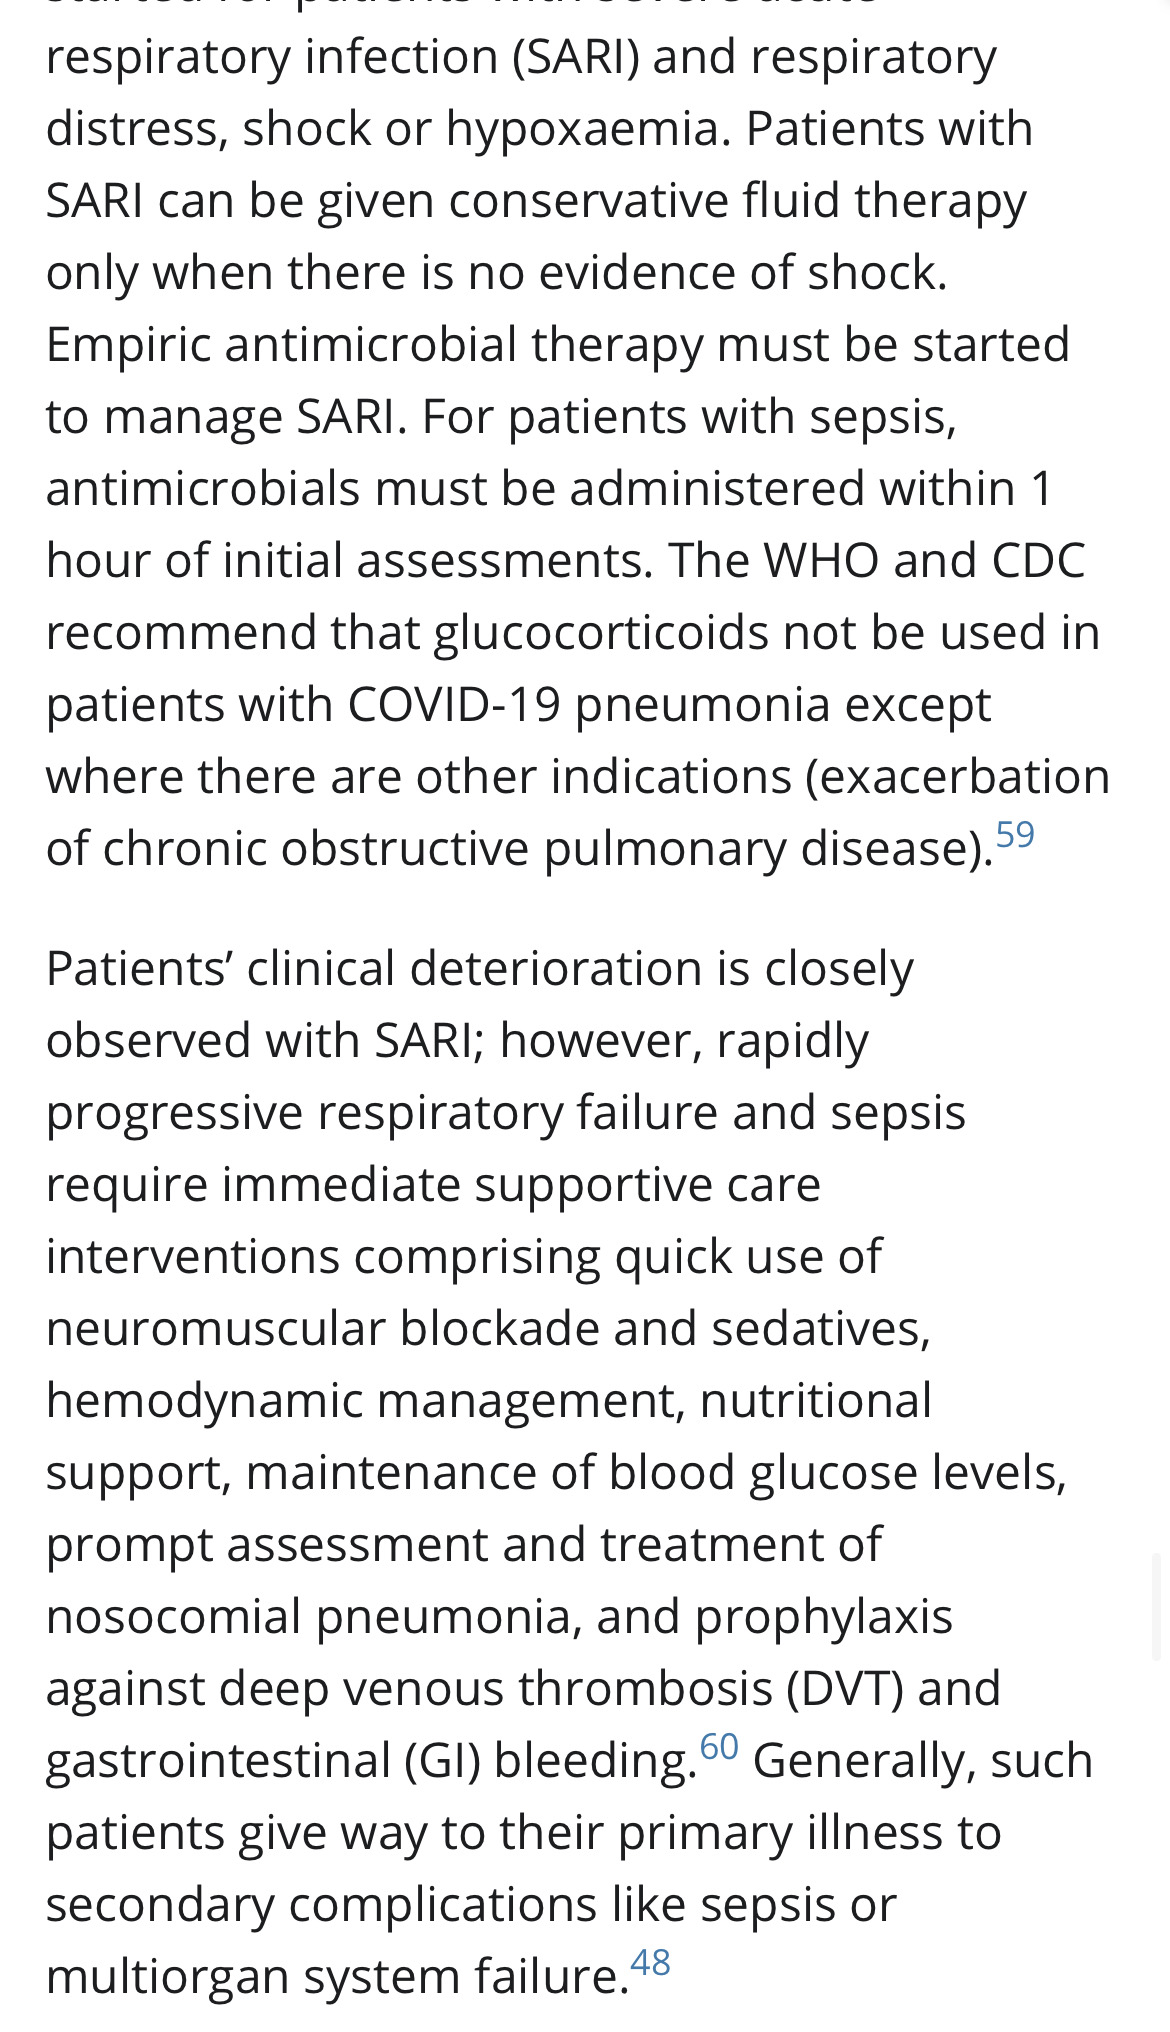 started for patients with severe acute
respiratory infection (SARI) and respiratory
distress, shock or hypoxaemia. Patients with
SARI can be given conservative fluid therapy
only when there is no evidence of shock.
Empiric antimicrobial therapy must be started
to manage SARI. For patients with sepsis,
antimicrobials must be administered within 1
hour of initial assessments. The WHO and CDC
recommend that glucocorticoids not be used in
patients with COVID-19 pneumonia except
where there are other indications (exacerbation
of chronic obstructive pulmonary disease).59
Patients’ clinical deterioration is closely
observed with SARI; however, rapidly
progressive respiratory failure and sepsis
require immediate supportive care
interventions comprising quick use of
neuromuscular blockade and sedatives,
hemodynamic management, nutritional
support, maintenance of blood glucose levels,
prompt assessment and treatment of
nosocomial pneumonia, and prophylaxis
against deep venous thrombosis (DVT) and
gastrointestinal (GI) bleeding.60 Generally, such
patients give way to their primary illness to
secondary complications like sepsis or
multiorgan system failure.48